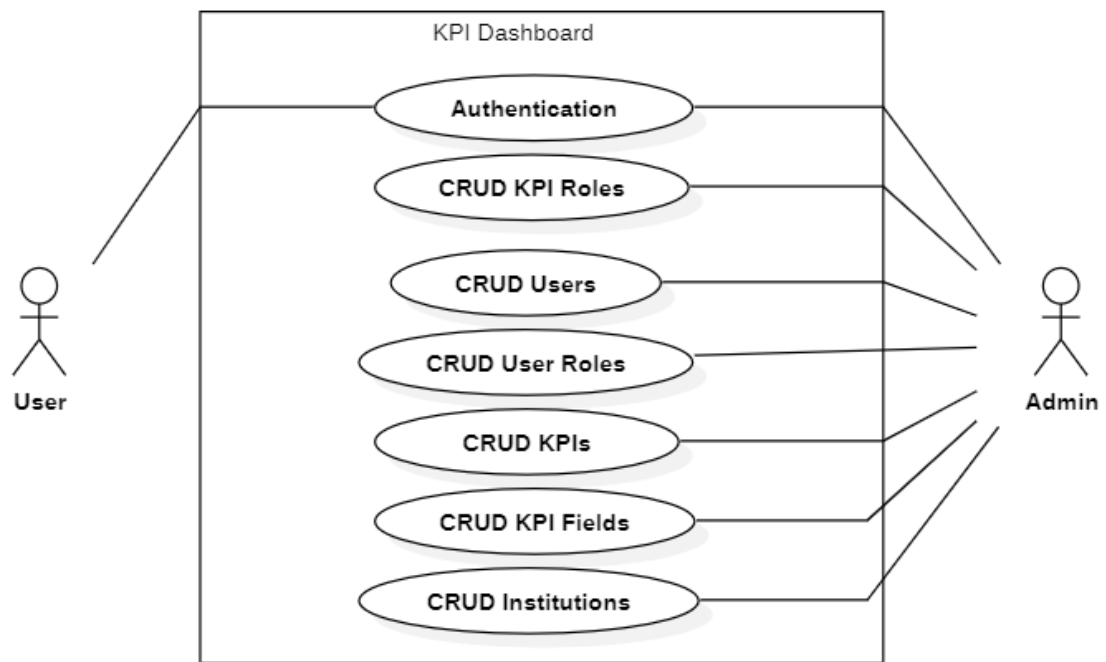 KPI Dashboard
Authentication
CRUD KPI Roles
CRUD Users
CRUD User Roles
User
Admin
CRUD KPIs
CRUD KPI Fields
CRUD Institutions